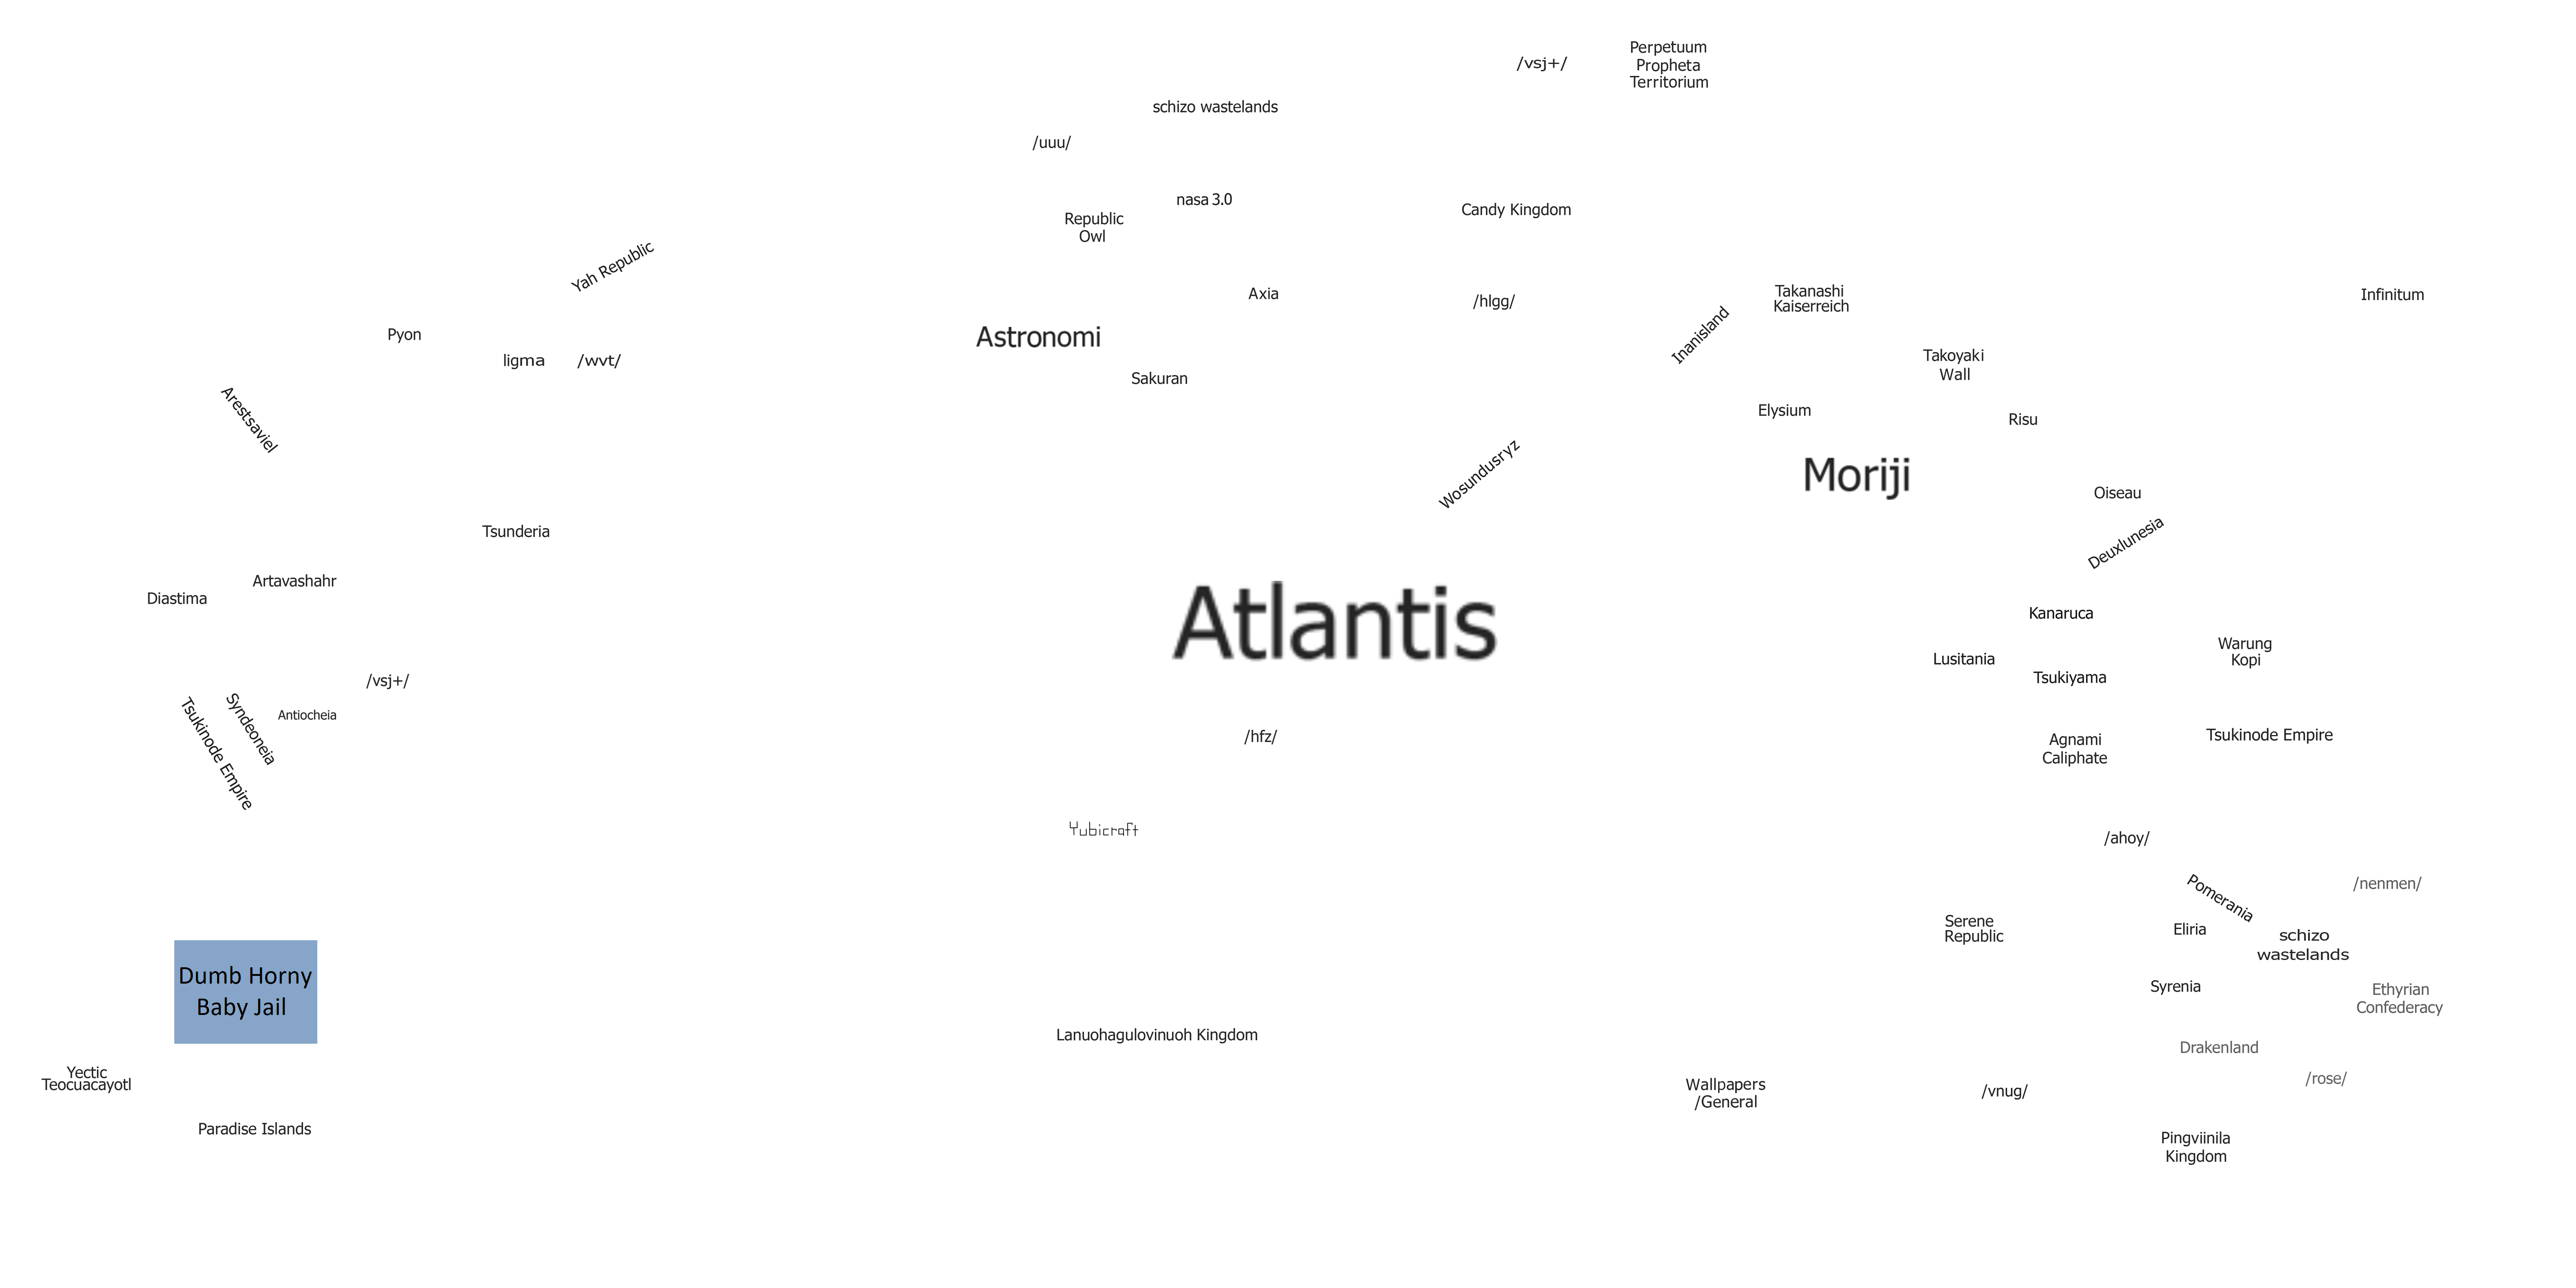 Perpetuum
Propheta
Territorium
/vsj+/
schizo wastelands
/uuu/
nasa 3.0
Candy Kingdom
Republic
Owl
Yah Republic
Axia
/hlgg/
Takanashi
Kaiserreich
Infinitum
Inanisland
Pyon
Astronomi
ligma
/wvt/
Takoyaki
Wall
Sakuran
Arestsaviel
Elysium
Risu
Wosundusryz
Moriji
Oiseau
Tsunderia
Deuxlunesia
Artavashahr
Diastima
Atlantis
Kanaruca
Warung
Kopi
Lusitania
Tsukiyama
/vsj+/
Antiocheia
Syndeoneia
Tsukinode Empire
/hfz/
Tsukinode Empire
Agnami
Caliphate
Yubicraft
/ahoy/
/nenmen/
Pomerania
Serene
Republic
Eliria
schizo
wastelands
Dumb Horny
Baby Jail
Syrenia
Ethyrian
Confederacy
Lanuohagulovinuoh Kingdom
Drakenland
Yectic
Teocuacayotl
/rose/
Wallpapers
/General
/vnug/
Paradise Islands
Pingviinila
Kingdom